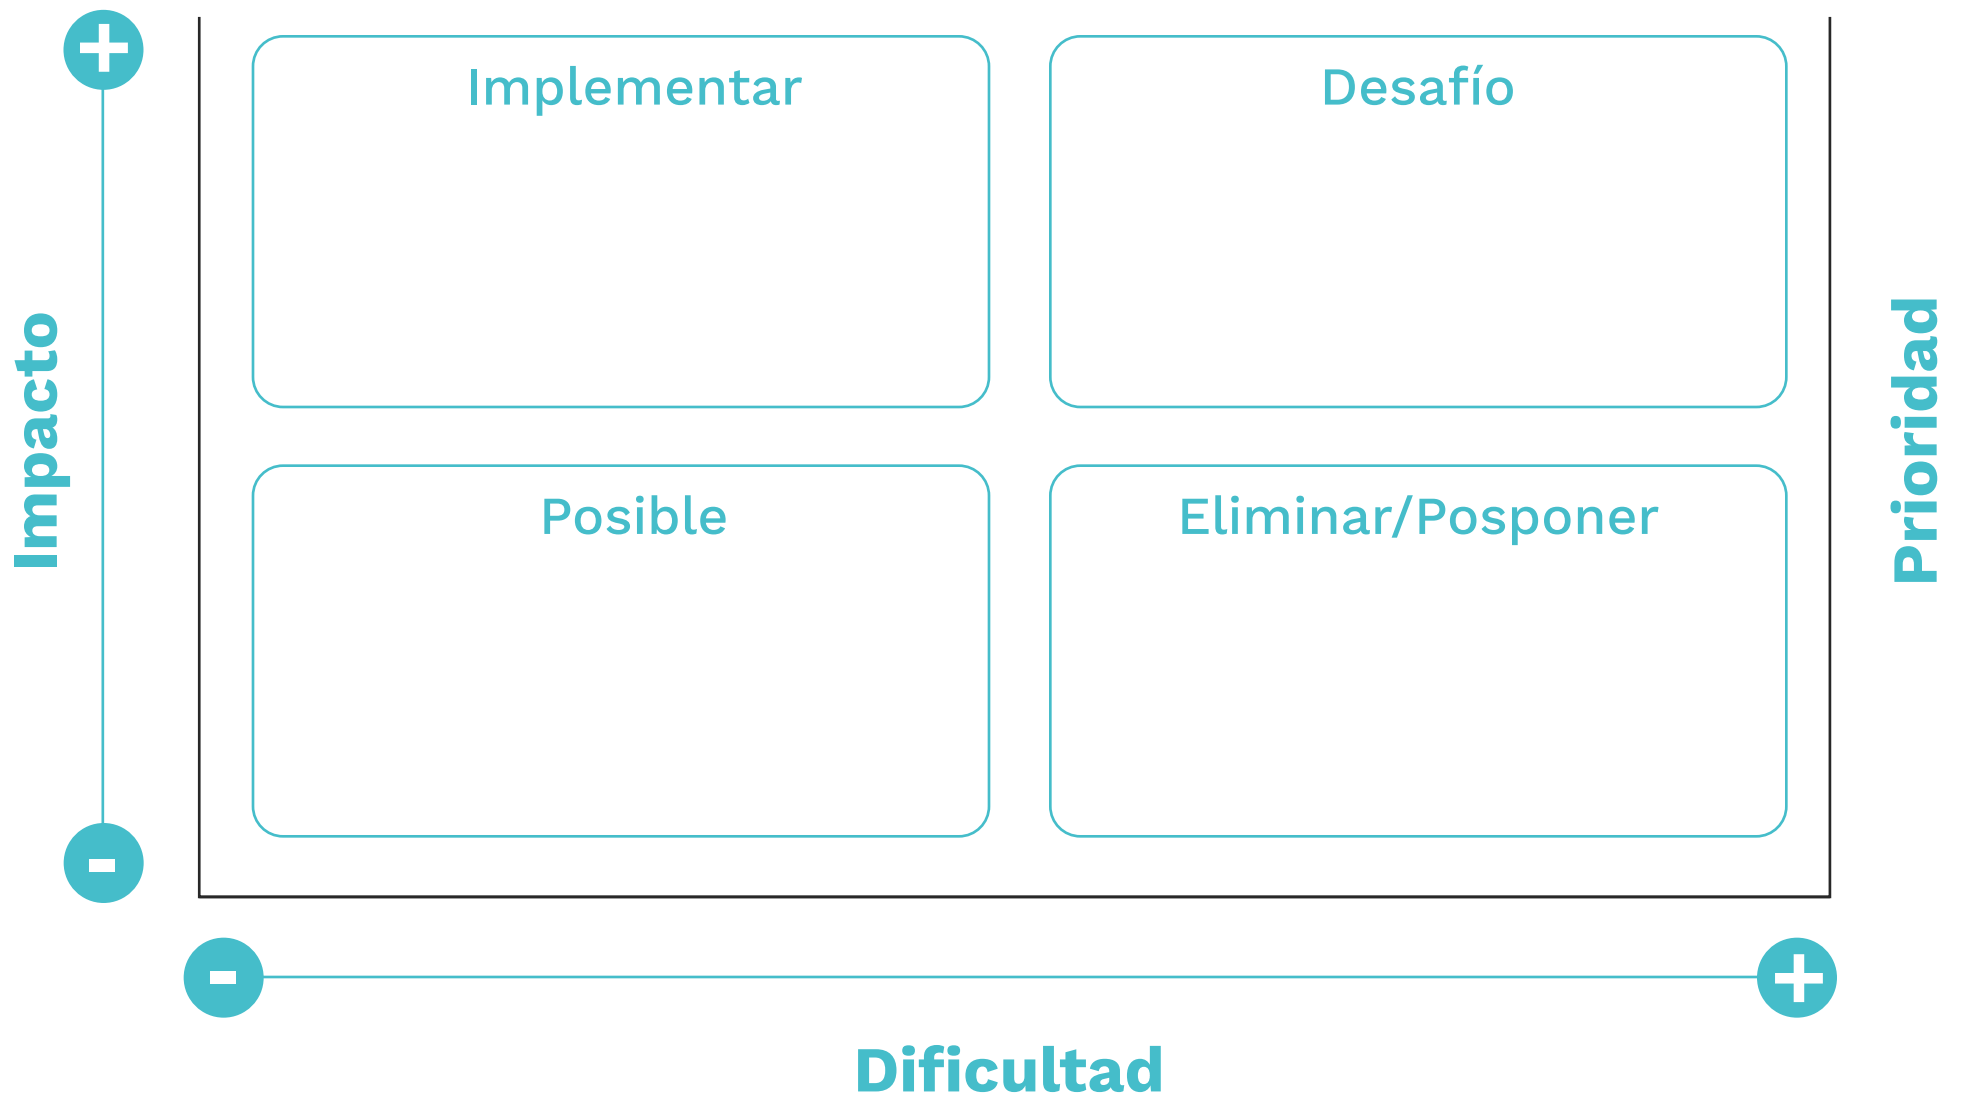 +
Implementar
Desafío
Impacto
Prioridad
Posible
Eliminar/Posponer
-
-
+
Dificultad